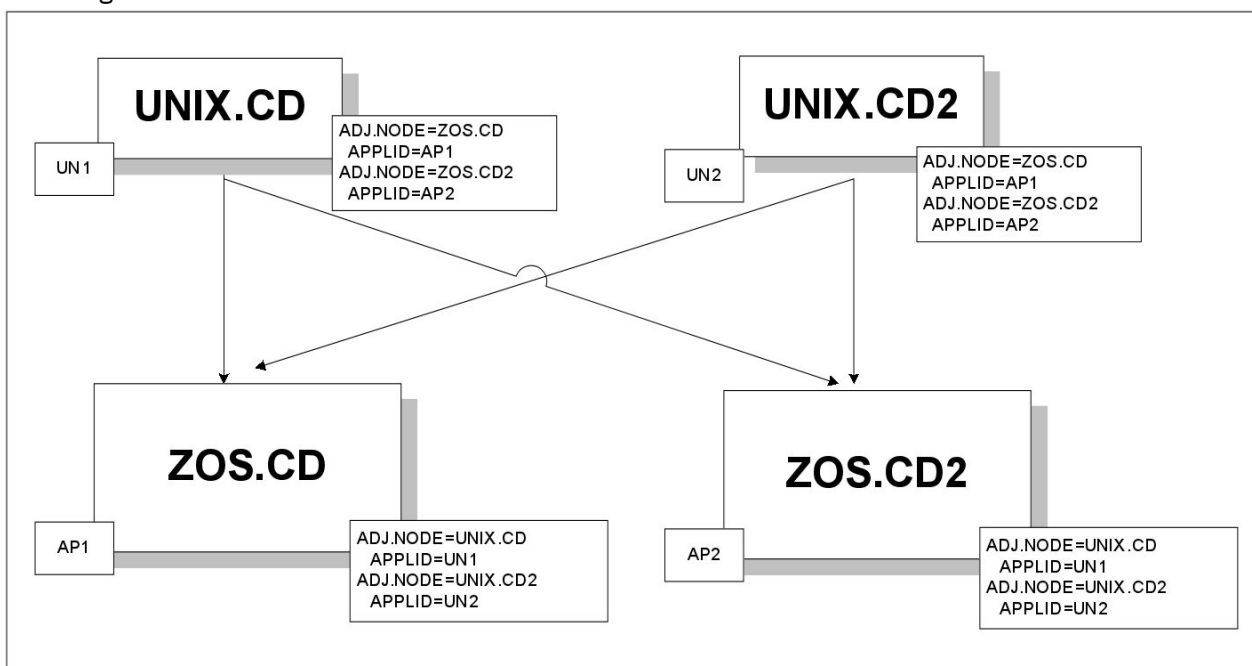 UNIX.CD
UN1
ADJ.NODE=ZOS.CD
APPLID=AP1
ADJ.NODE=ZOS.CD2
APPLID=AP2
UNIX.CD2
UN2
ADJ.NODE=ZOS.CD
APPLID=AP1
ADJ.NODE=ZOS.CD2
APPLID=AP2
ZOS.CD
AP1
ADJ.NODE=UNIX.CD
APPLID=UN1
ADJ.NODE=UNIX.CD2
APPLID=UN2
ZOS.CD2
AP2
ADJ.NODE=UNIX.CD
APPLID=UN1
ADJ.NODE=UNIX.CD2
APPLID=UN2